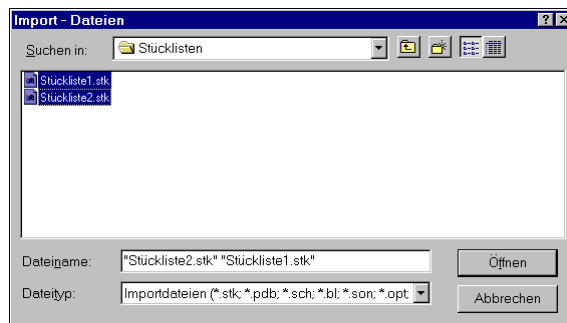 Import - Dateien
Suchen in: Stücklisten
Stückliste1.stk
Stückliste2.stk
Dateiname: "Stückliste2.stk" "Stückliste1.stk" Öffnen
Dateityp: Importdateien (*.stk; *.pdb; *.sch; *.bl; *.son; *.opt; Abbrechen